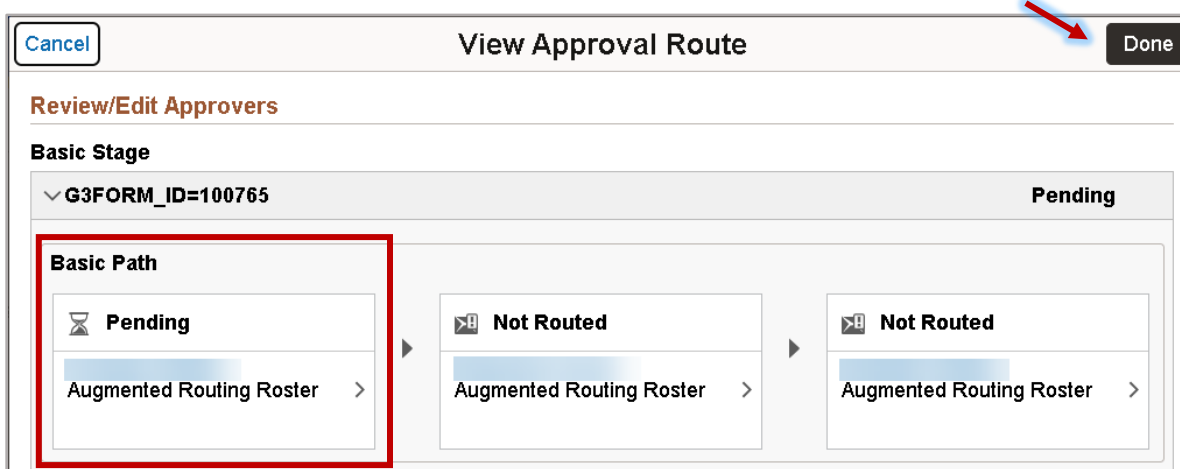 Cancel View Approval Route Done
Review/Edit Approvers
Basic Stage
G3FORM_ID=100765 Pending
Basic Path
Pending Not Routed Not Routed
Augmented Routing Roster Augmented Routing Roster Augmented Routing Roster